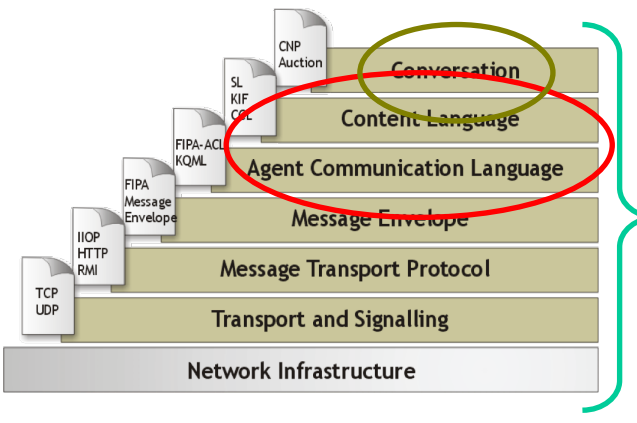 CNP
Auction
Conversation
SL
KIF
CCL
Content Language
FIPA-ACL
KQML
Agent Communication Language
FIPA
Message
Envelope
Message Envelope
IIOP
HTTP
RMI
Message Transport Protocol
TCP
UDP
Transport and Signalling
Network Infrastructure